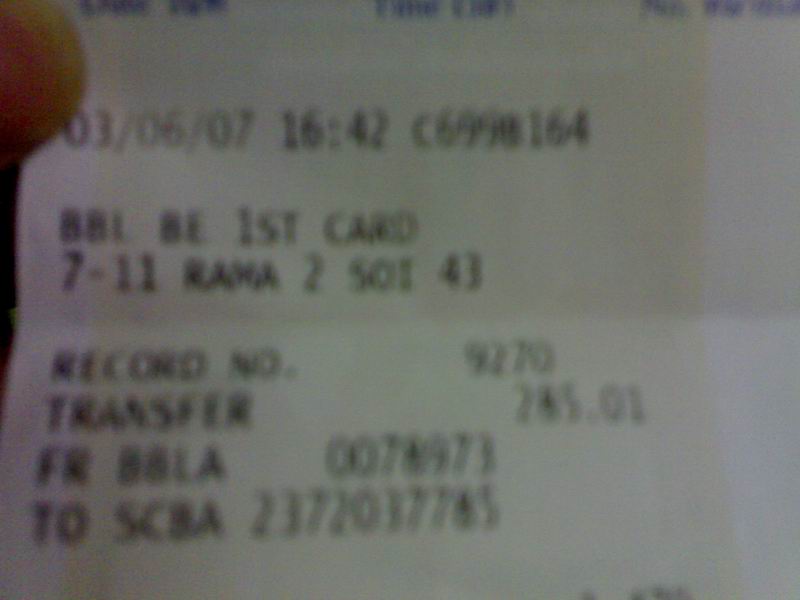 03/06/07 16:42 C699B164
BBL BE 1ST CARD
7-11 RAMA 2 SOI 43
RECORD NO. 9270
TRANSFER 285.01
FR BBLA 0078973
TO SCBA 2372037785